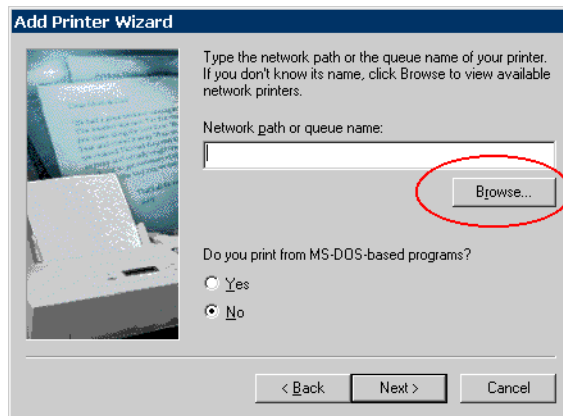 Add Printer Wizard
Type the network path or the queue name of your printer.
If you don't know its name, click Browse to view available
network printers.
Network path or queue name:
Browse...
Do you print from MS-DOS-based programs?
Yes
No
< Back
Next >
Cancel